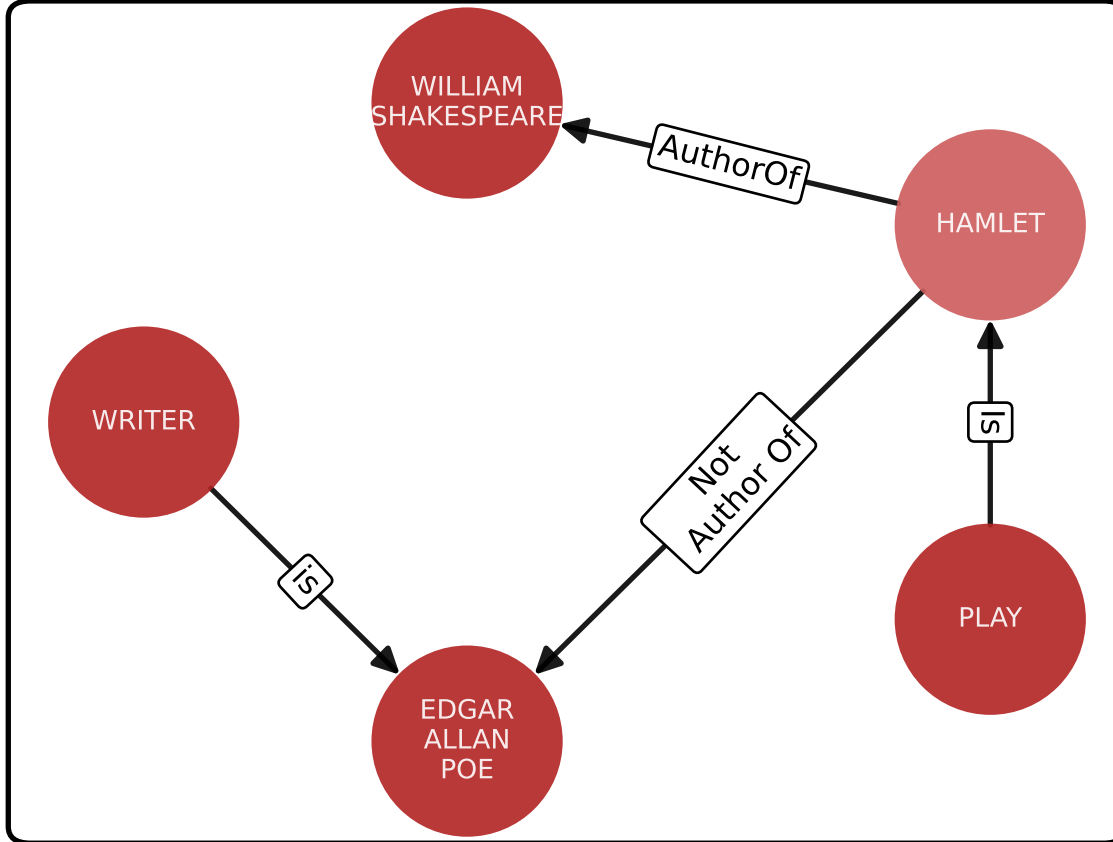 WILLIAM
SHAKESPEARE
AuthorOf
HAMLET
WRITER
Not
Author Of
Is
is
PLAY
EDGAR
ALLAN
POE